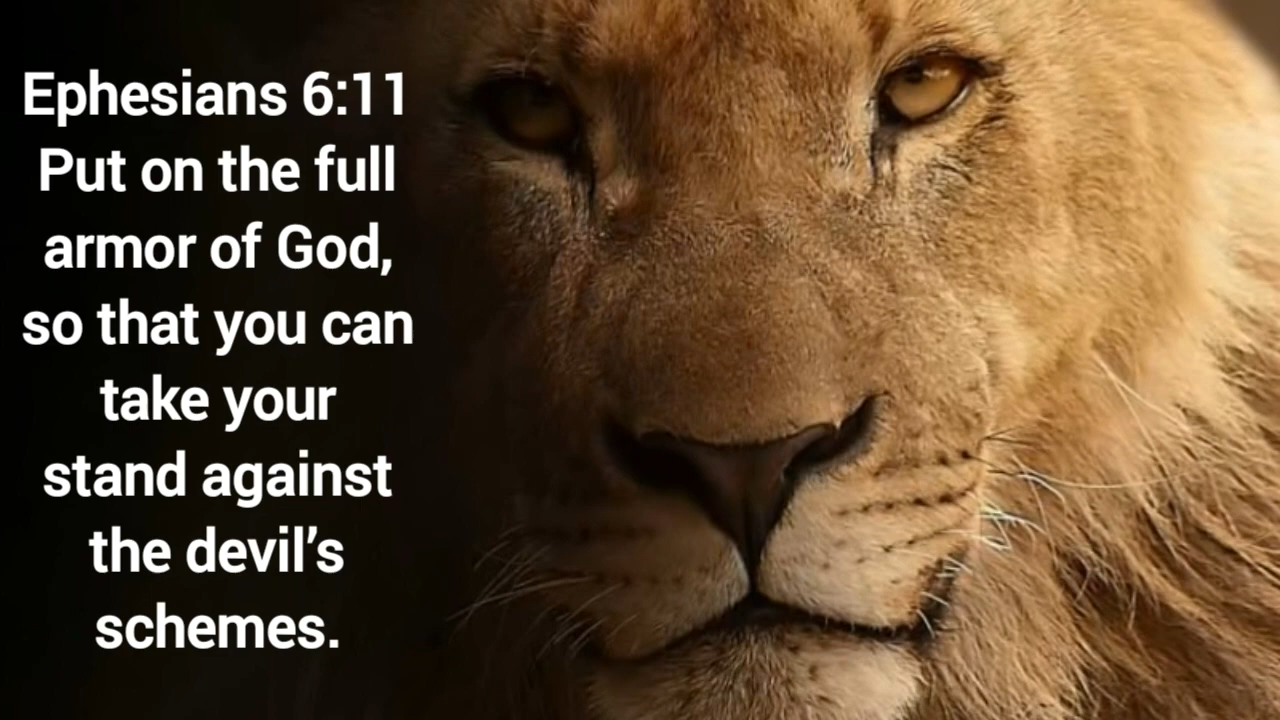 Ephesians 6:11
Put on the full
armor of God,
so that you can
take your
stand against
the devil’s
schemes.